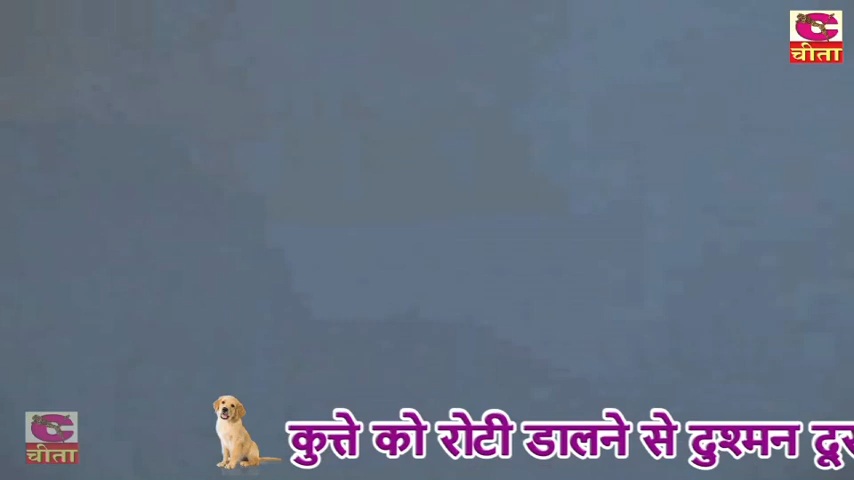 चीता
कुत्ते को रोटी डालने से दुश्मन
चीता